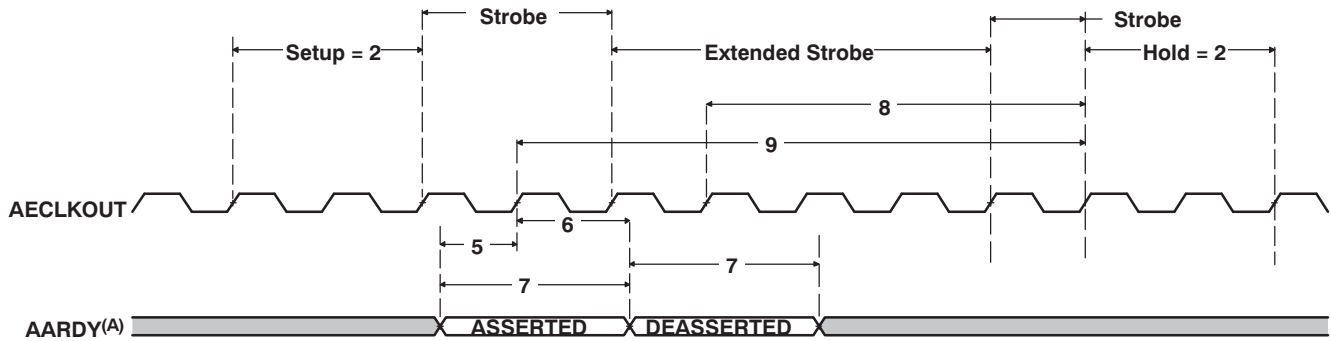 Strobe
Strobe
Setup = 2
Extended Strobe
Hold = 2
8
9
AECLKOUT
6
5
7
7
AARDY(A)
ASSERTED
DEASSERTED